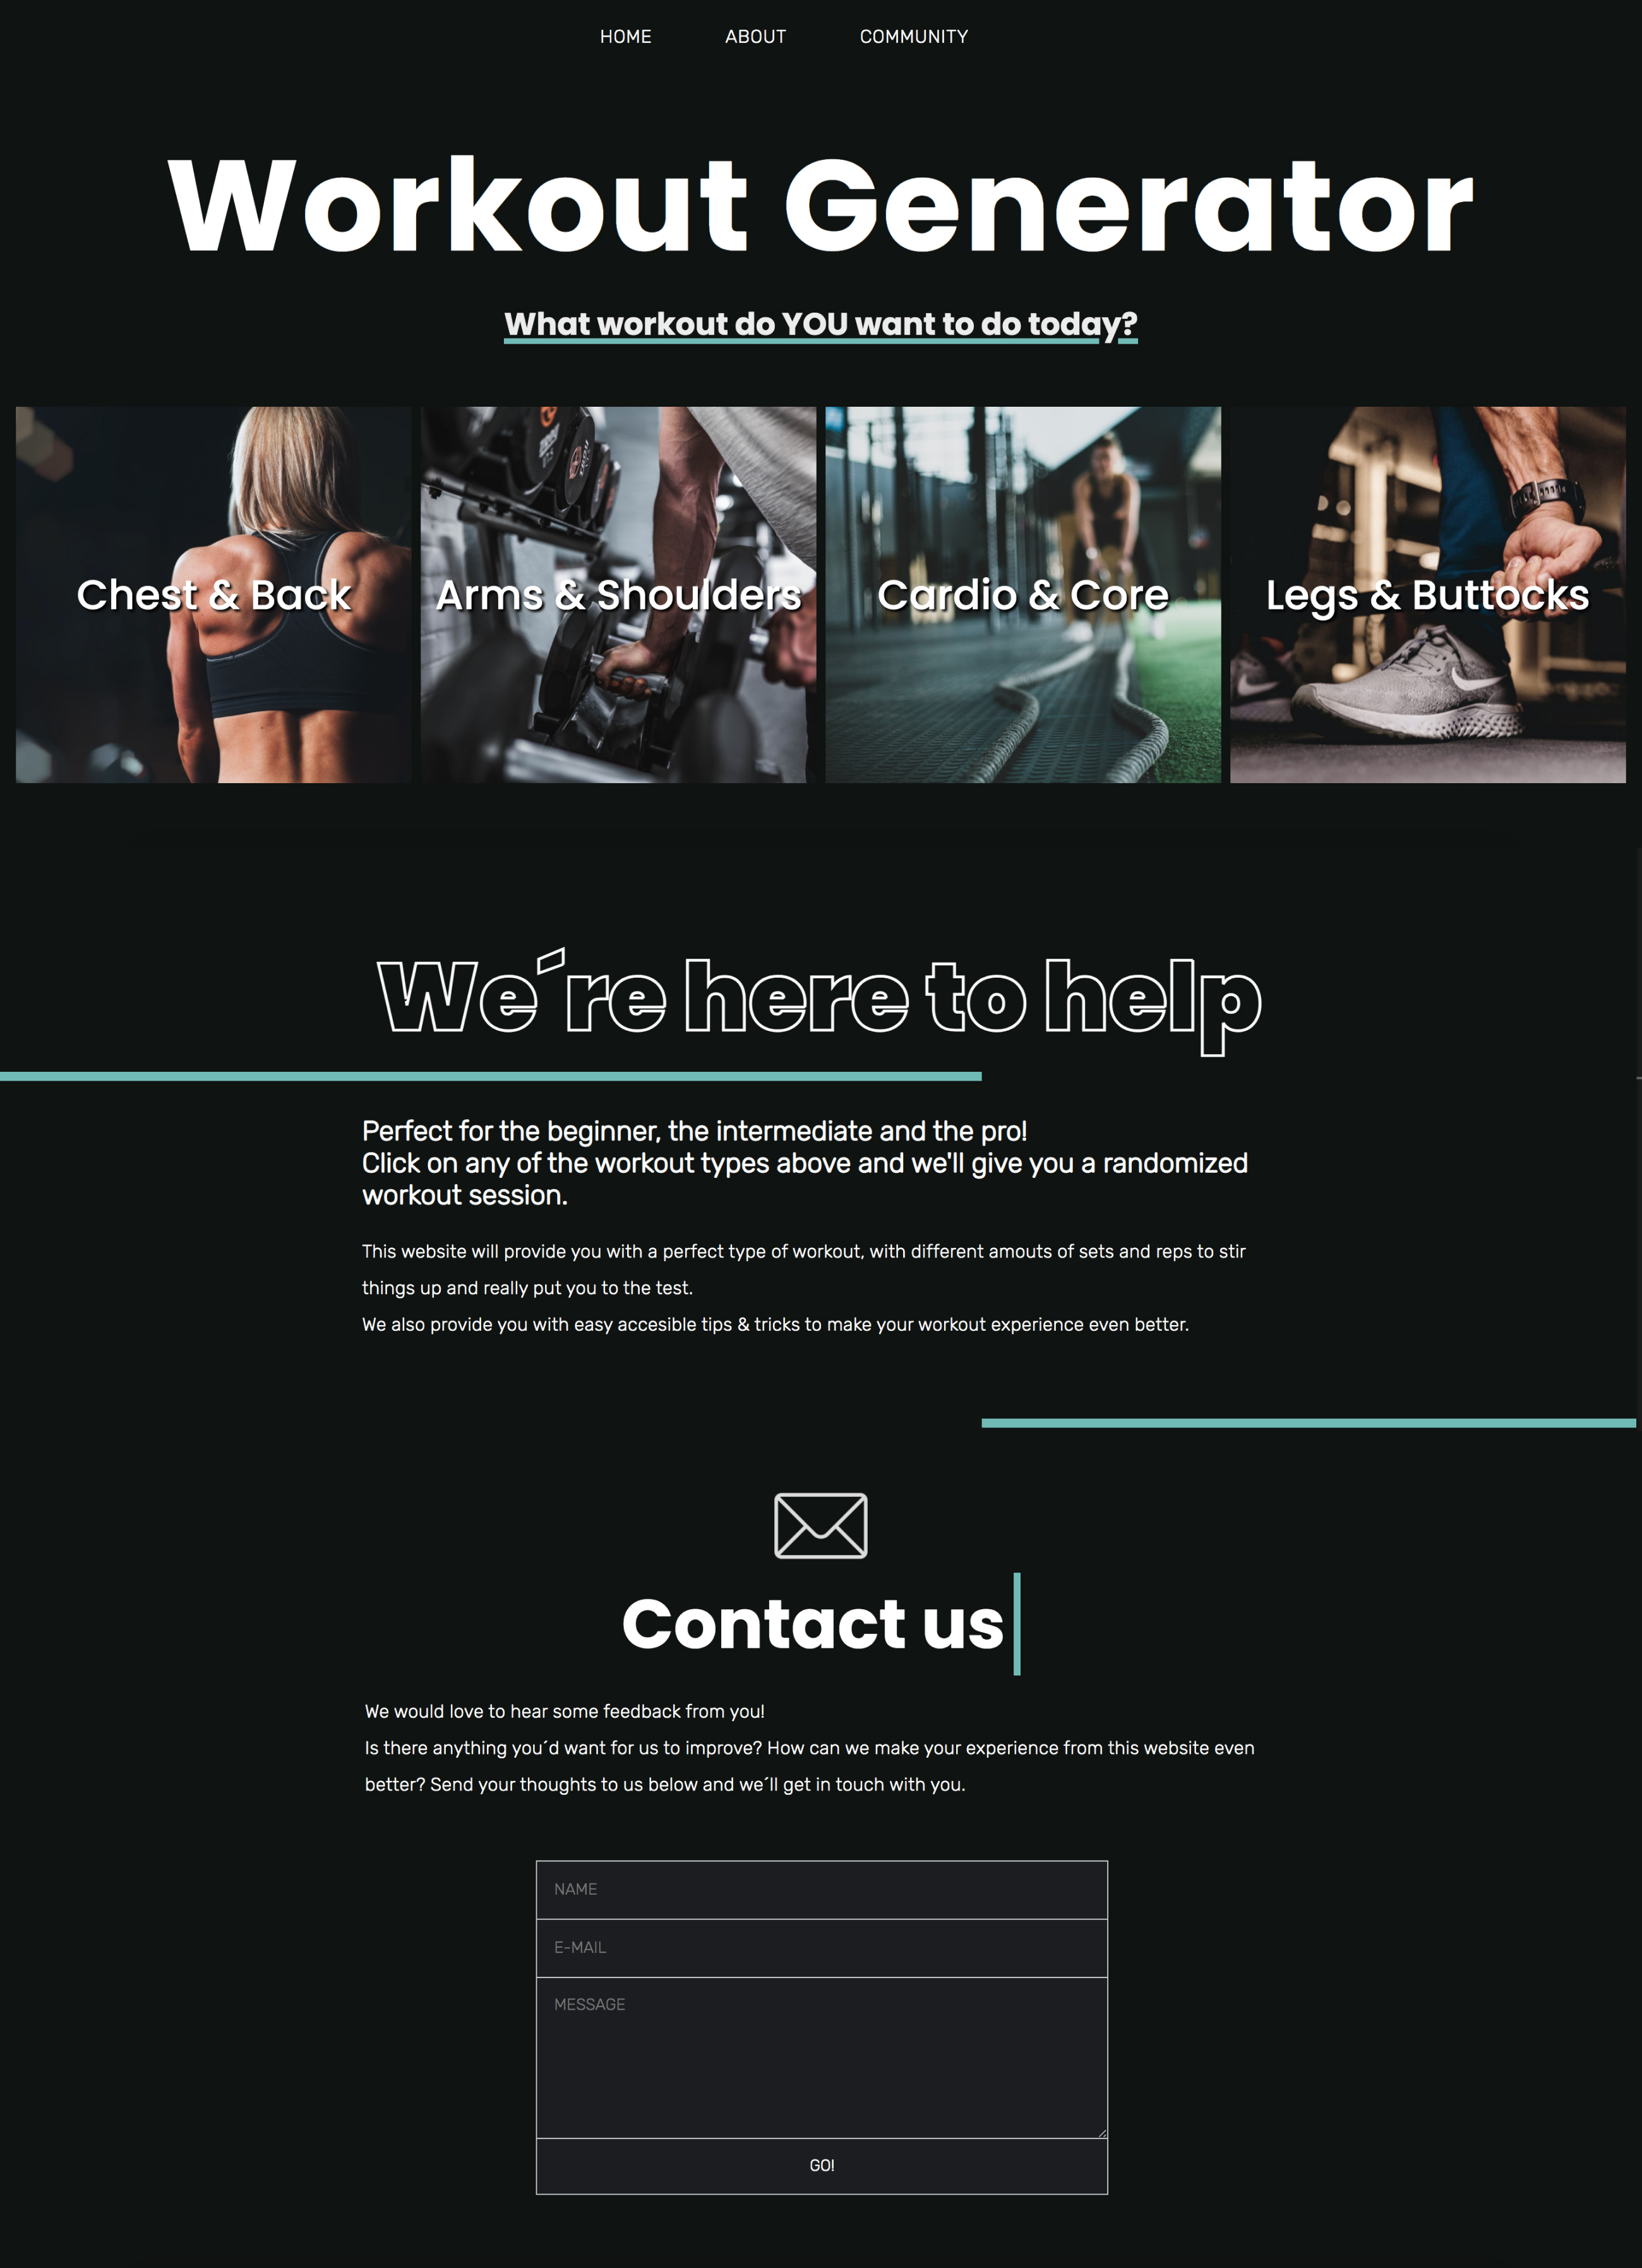 HOME ABOUT COMMUNITY
Workout Generator
What workout do YOU want to do today?
Chest & Back
Arms & Shoulders
Cardio & Core
Legs & Buttocks
We´re here to help
Perfect for the beginner, the intermediate and the pro!
Click on any of the workout types above and we'll give you a randomized
workout session.
This website will provide you with a perfect type of workout, with different amouts of sets and reps to stir
things up and really put you to the test.
We also provide you with easy accesible tips & tricks to make your workout experience even better.
Contact us
We would love to hear some feedback from you!
Is there anything you´d want for us to improve? How can we make your experience from this website even
better? Send your thoughts to us below and we´ll get in touch with you.
NAME
E-MAIL
MESSAGE
GO!